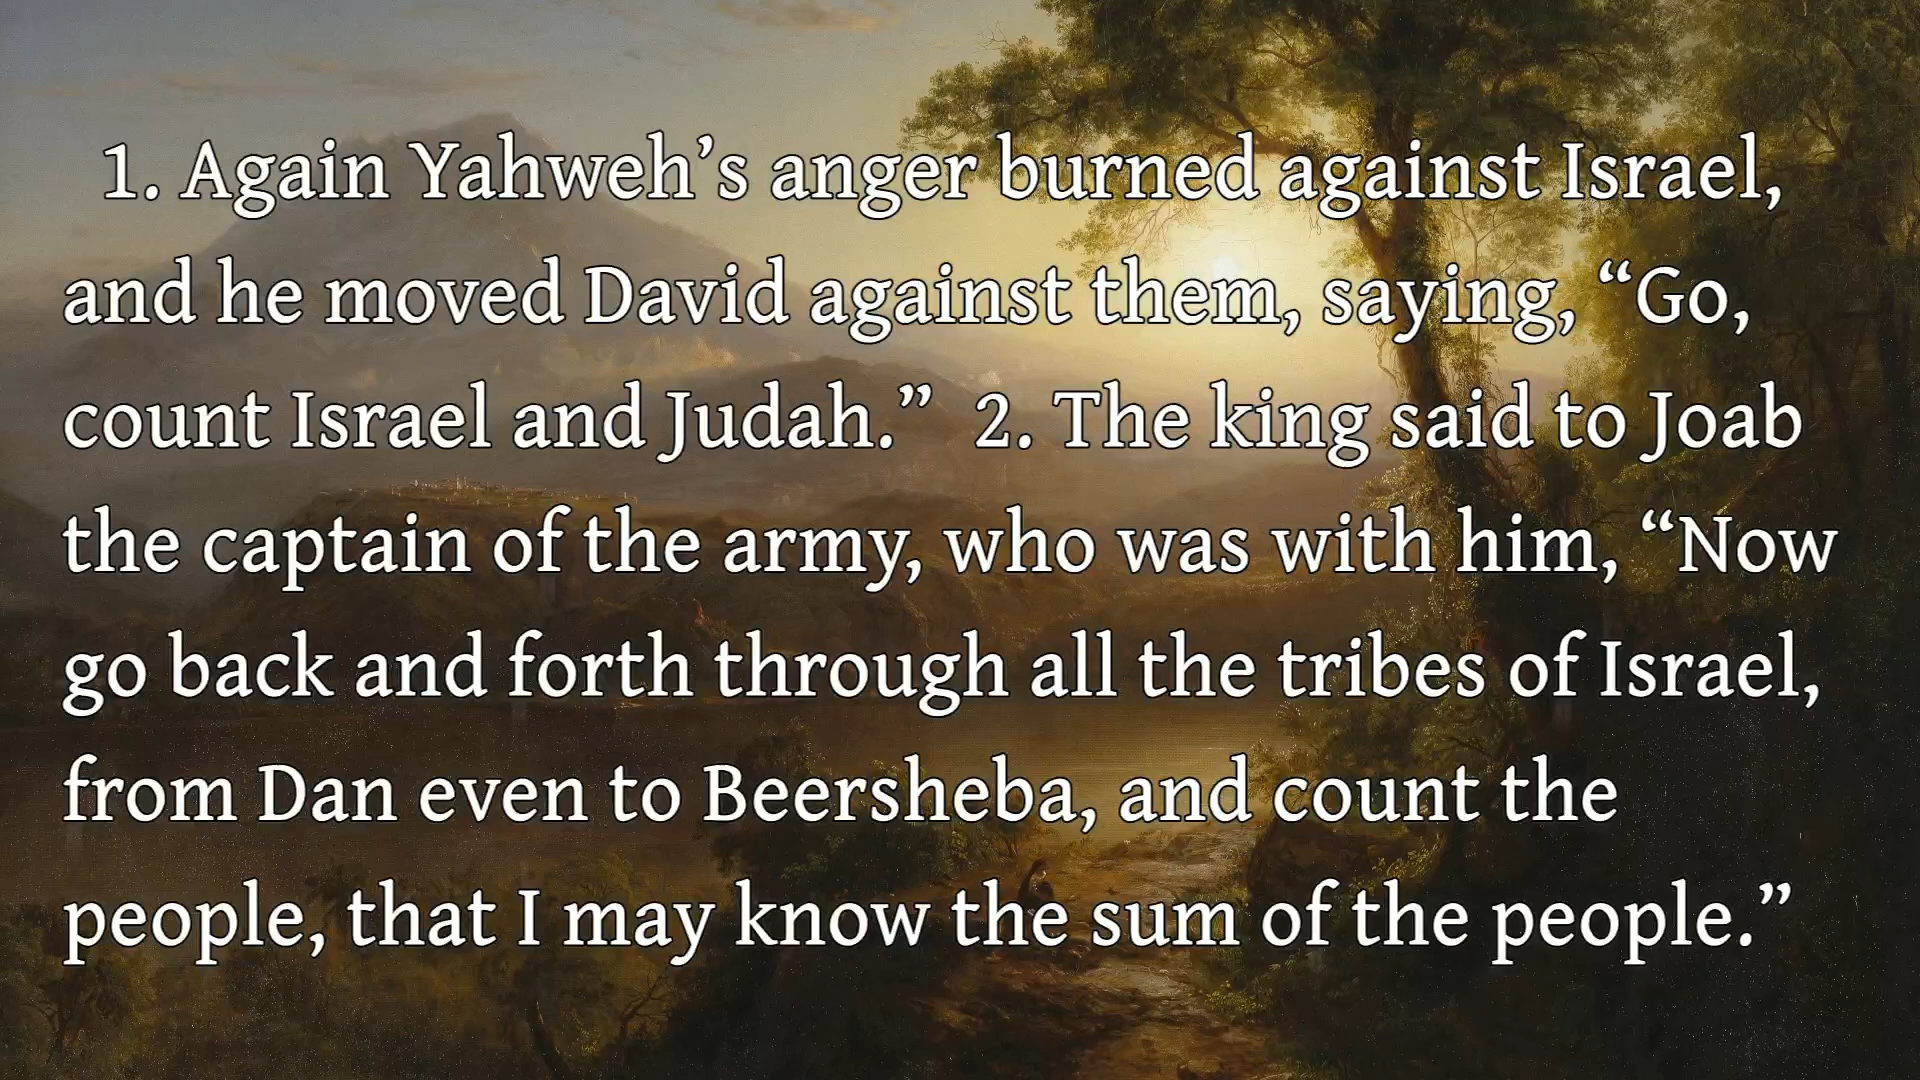 1. Again Yahweh’s anger burned against Israel,
and he moved David against them, saying, “Go,
count Israel and Judah.” 2. The king said to Joab
the captain of the army, who was with him, “Now
go back and forth through all the tribes of Israel,
from Dan even to Beersheba, and count the
people, that I may know the sum of the people.”